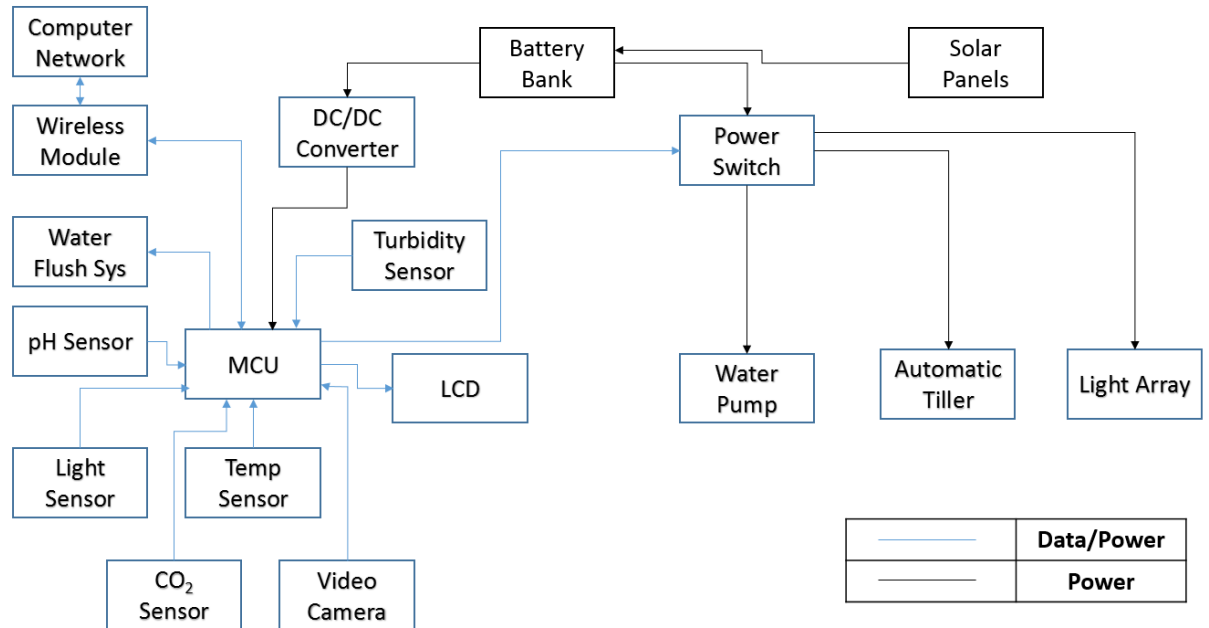 Computer
Network
Battery
Bank
Solar
Panels
Wireless
Module
DC/DC
Converter
Power
Switch
Water
Flush Sys
Turbidity
Sensor
pH Sensor
MCU
LCD
Water
Pump
Automatic
Tiller
Light Array
Light
Sensor
Temp
Sensor
CO₂
Sensor
Video
Camera
Data/Power
Power